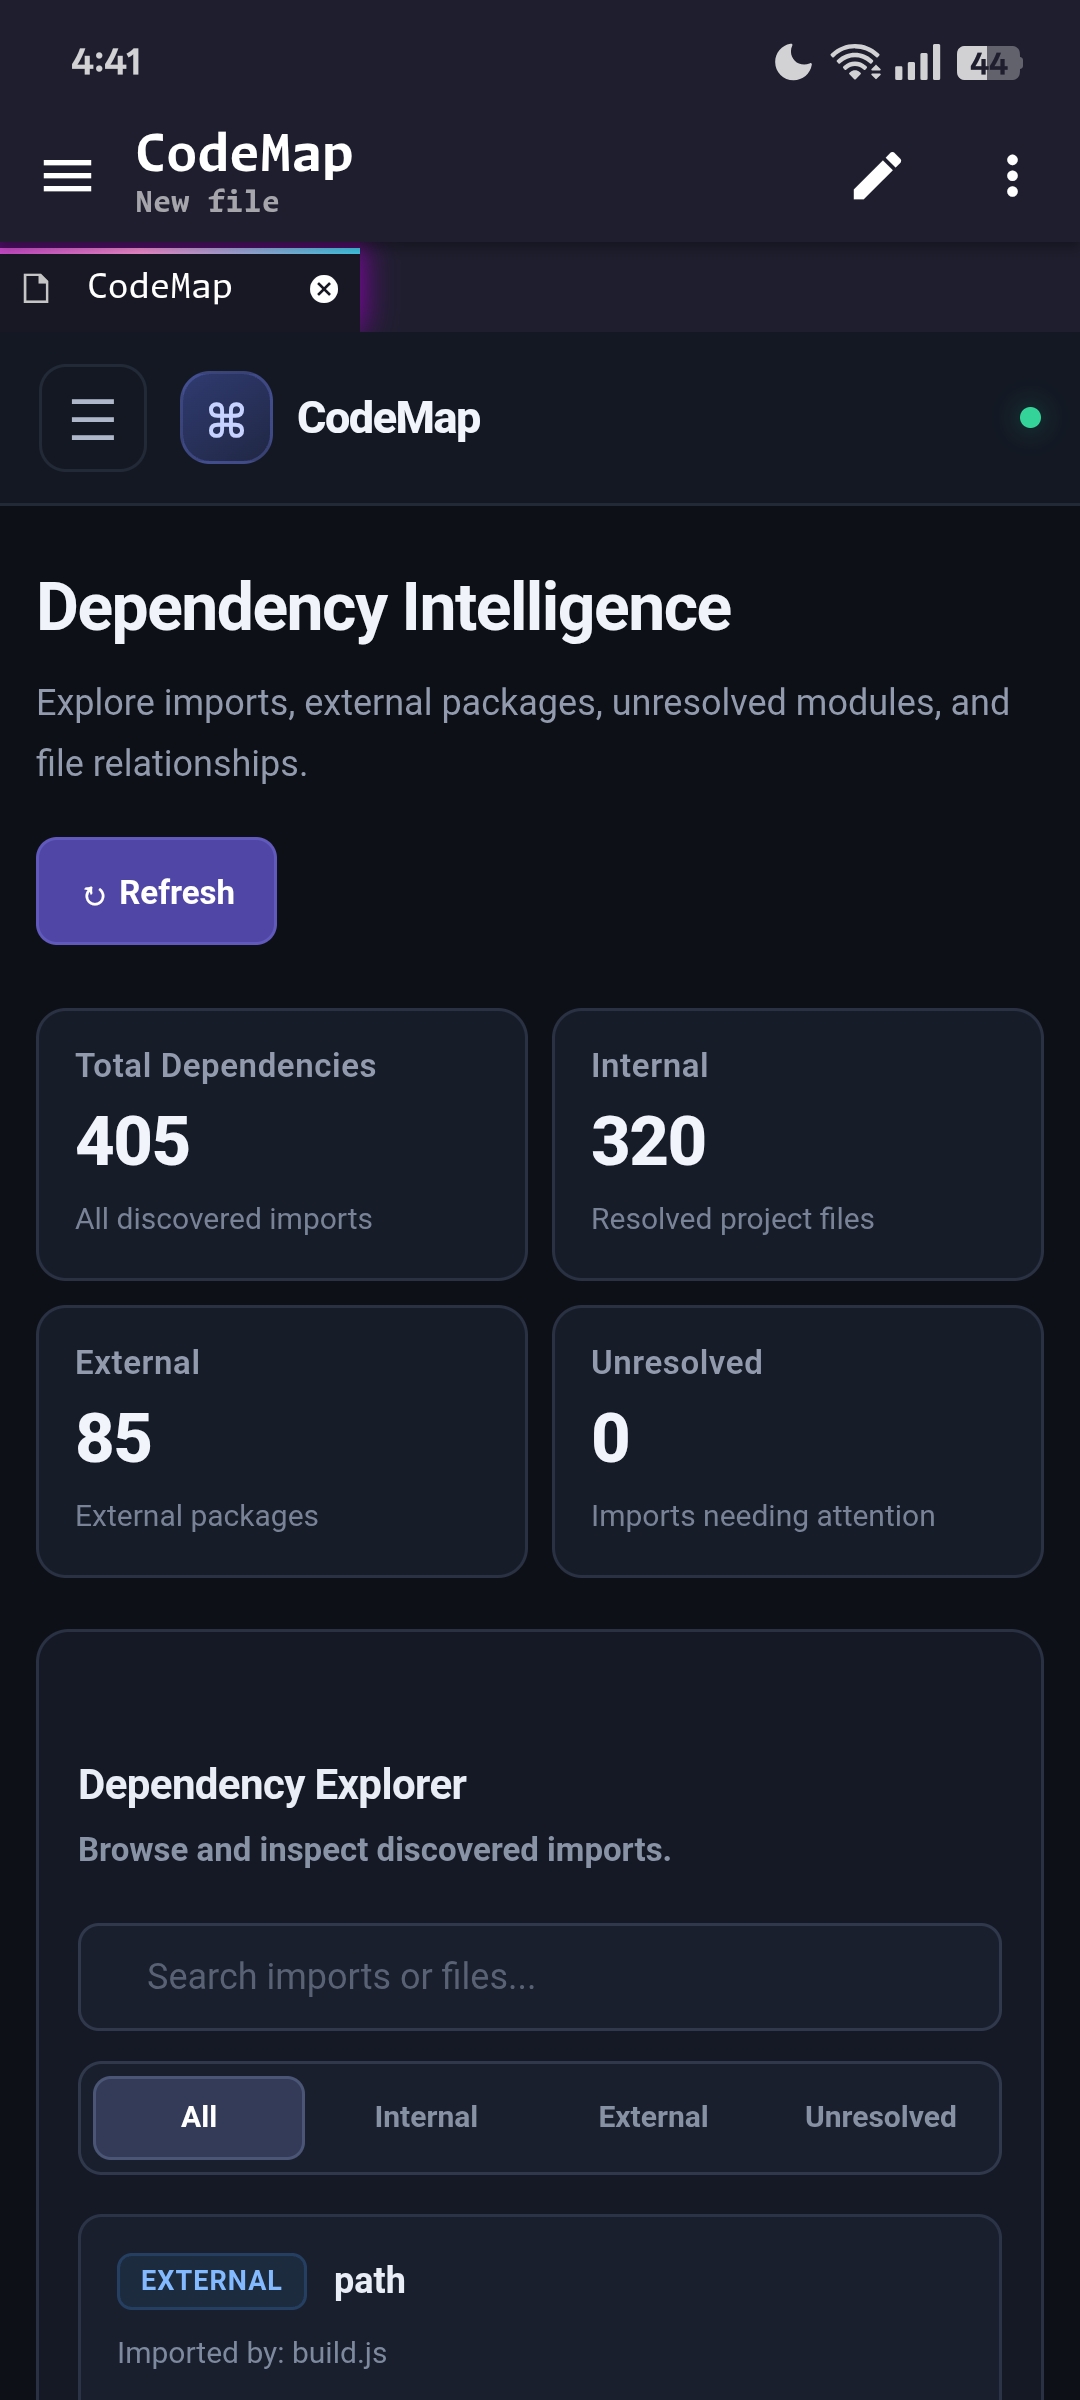 4:41
44
CodeMap
New file
CodeMap
CodeMap
Dependency Intelligence
Explore imports, external packages, unresolved modules, and
file relationships.
↻ Refresh
Total Dependencies
405
All discovered imports
Internal
320
Resolved project files
External
85
External packages
Unresolved
0
Imports needing attention
Dependency Explorer
Browse and inspect discovered imports.
Search imports or files...
All Internal External Unresolved
EXTERNAL path
Imported by: build.js